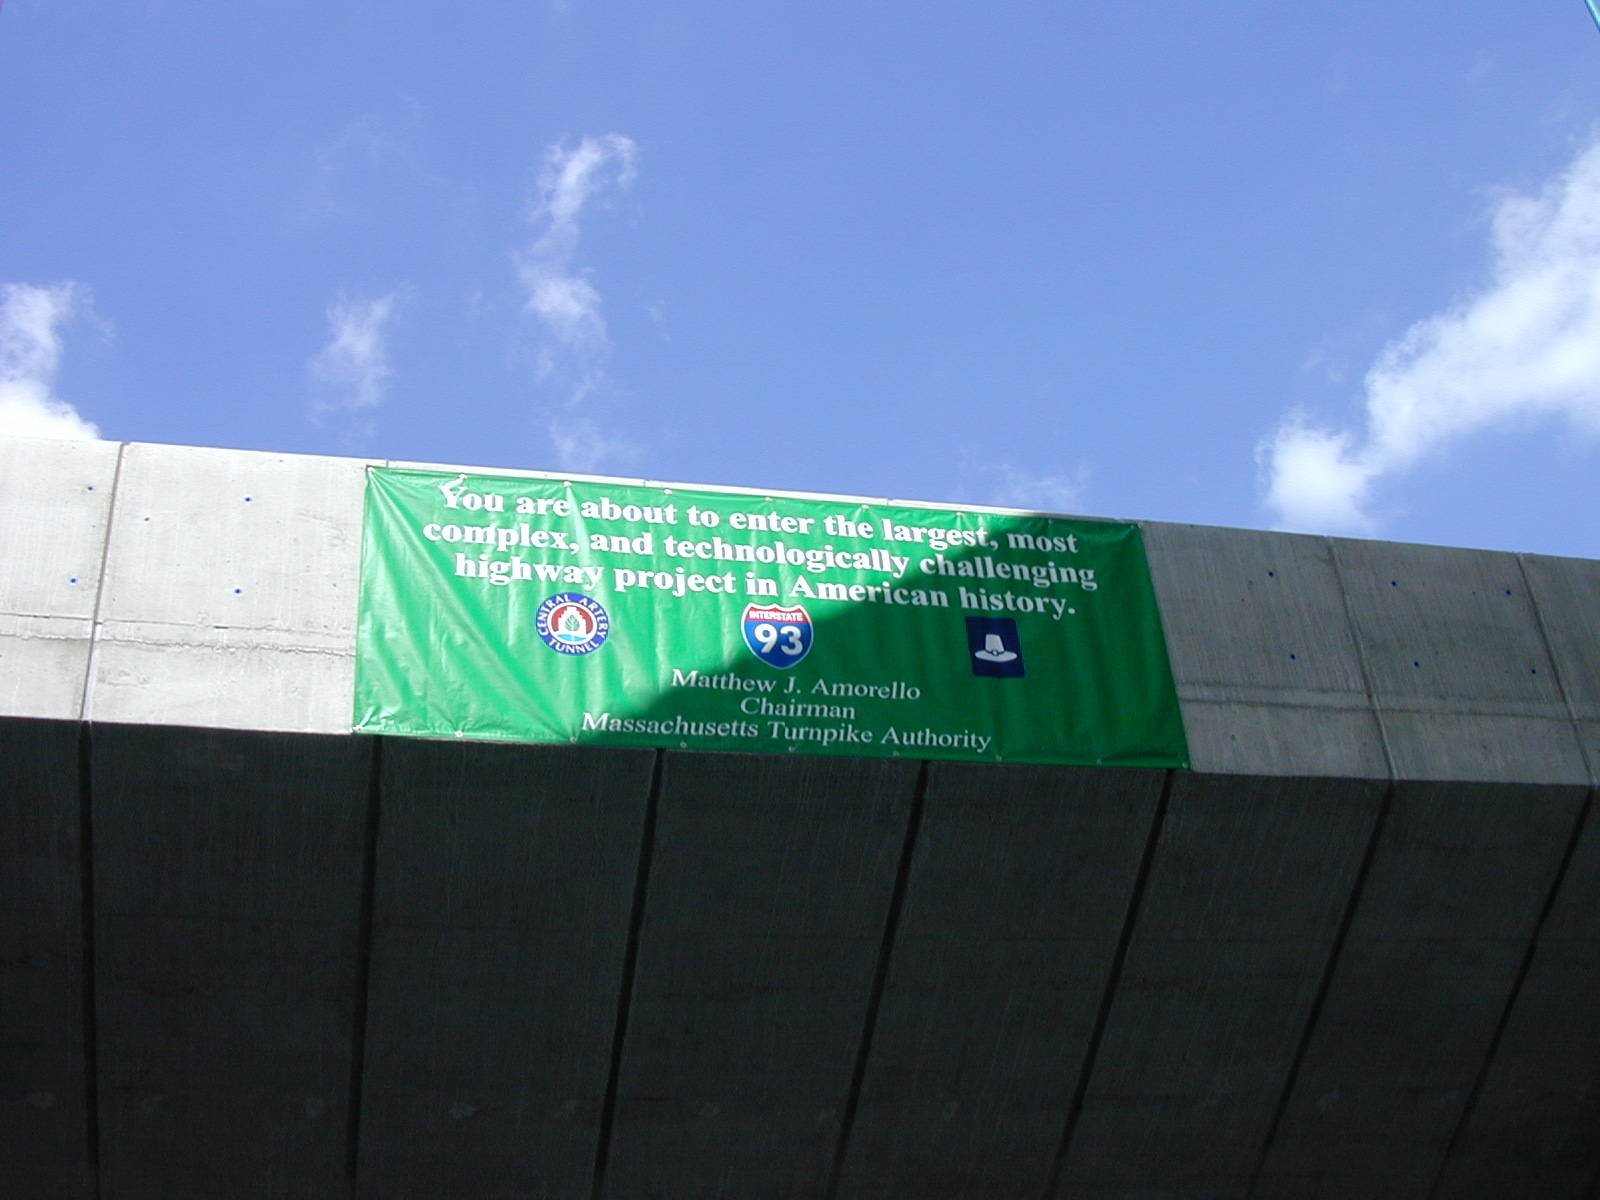 You are about to enter the largest, most
complex, and technologically challenging
highway project in American history.
CENTRAL ARTERY
TUNNEL
INTERSTATE
93
Matthew J. Amorello
Chairman
Massachusetts Turnpike Authority